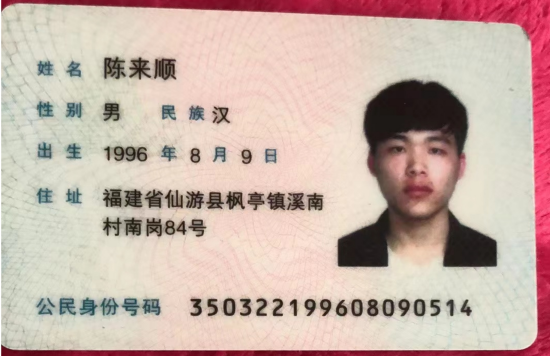 姓名 陈来顺
性别 男 民族 汉
出生 1996 年 8 月 9 日
住址 福建省仙游县枫亭镇溪南
村南岗84号
公民身份号码 350322199608090514